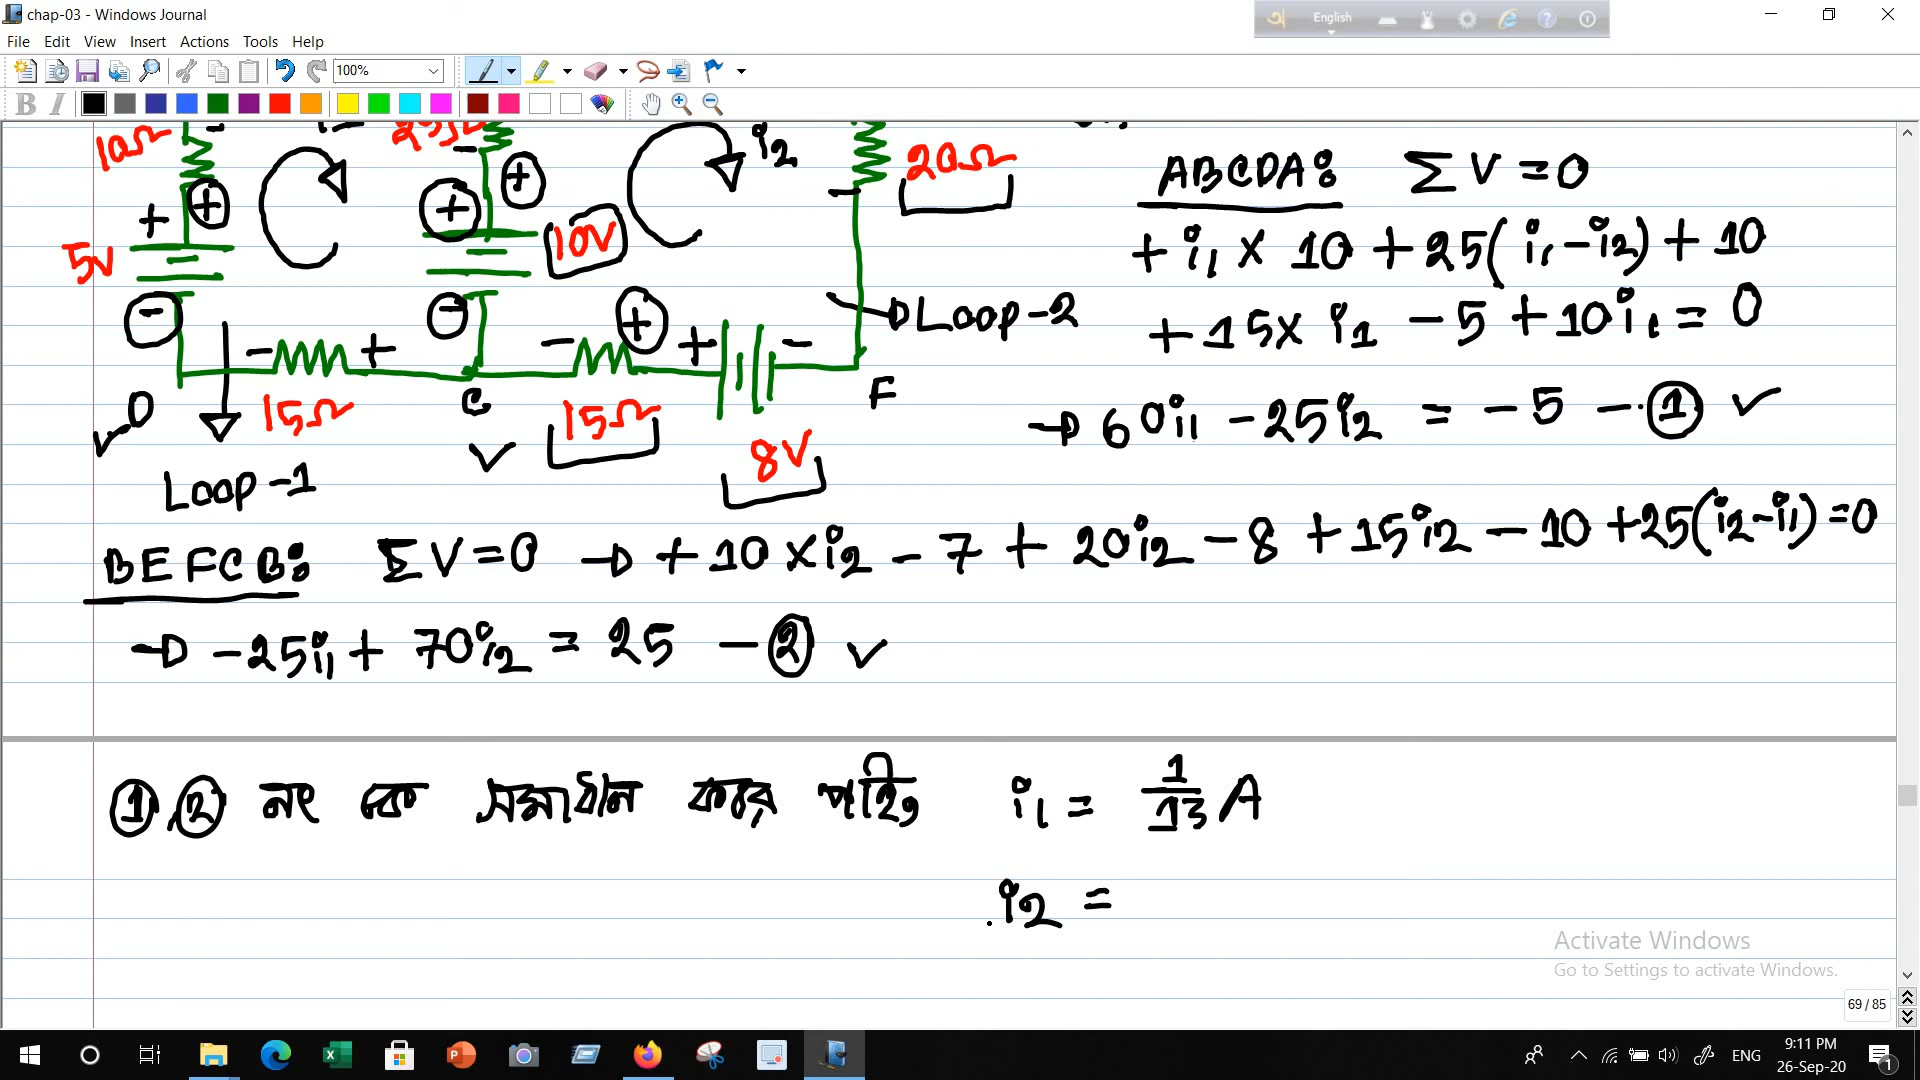 chap-03 - Windows Journal
English
File Edit View Insert Actions Tools Help
100%
B I
10Ω
i2
20Ω
5V
10V
Loop-2
D
15Ω
C
15Ω
F
8V
Loop-1
ABCDA: ΣV=0
+ i1 × 10 + 25(i1-i2) + 10
+ 15× i1 - 5 + 10i1 = 0
→ 60i1 - 25i2 = - 5 - ① ✓
BEFCB: ΣV=0 → + 10 × i2 - 7 + 20i2 - 8 + 15i2 - 10 + 25(i2-i1) = 0
→ -25i1 + 70i2 = 25 - ② ✓
①,② নং কে সমাধান করে পাই, i1 = 1/13 A
i2 =
Activate Windows
Go to Settings to activate Windows.
69 / 85
ENG
9:11 PM
26-Sep-20
1